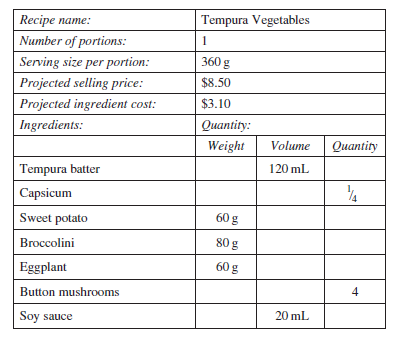 Recipe name: Tempura Vegetables
Number of portions: 1
Serving size per portion: 360 g
Projected selling price: $8.50
Projected ingredient cost: $3.10
Ingredients: Quantity:
Weight Volume Quantity
Tempura batter 120 mL
Capsicum ¼
Sweet potato 60 g
Broccolini 80 g
Eggplant 60 g
Button mushrooms 4
Soy sauce 20 mL